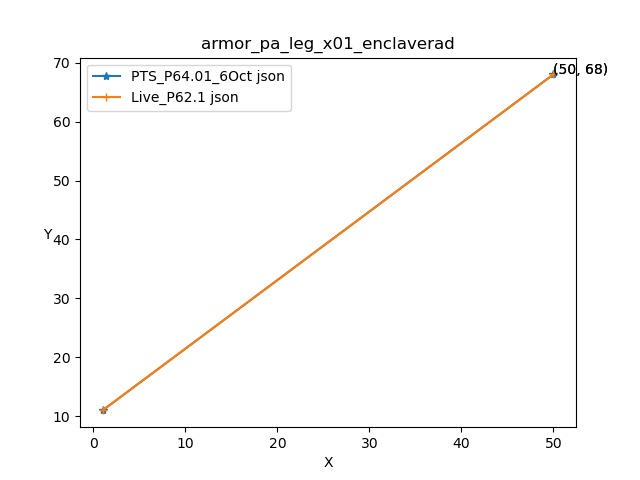 armor_pa_leg_x01_enclaverad
PTS_P64.01_6Oct json
Live_P62.1 json
(50, 68)
70
60
50
40
30
20
10
Y
0 10 20 30 40 50
X